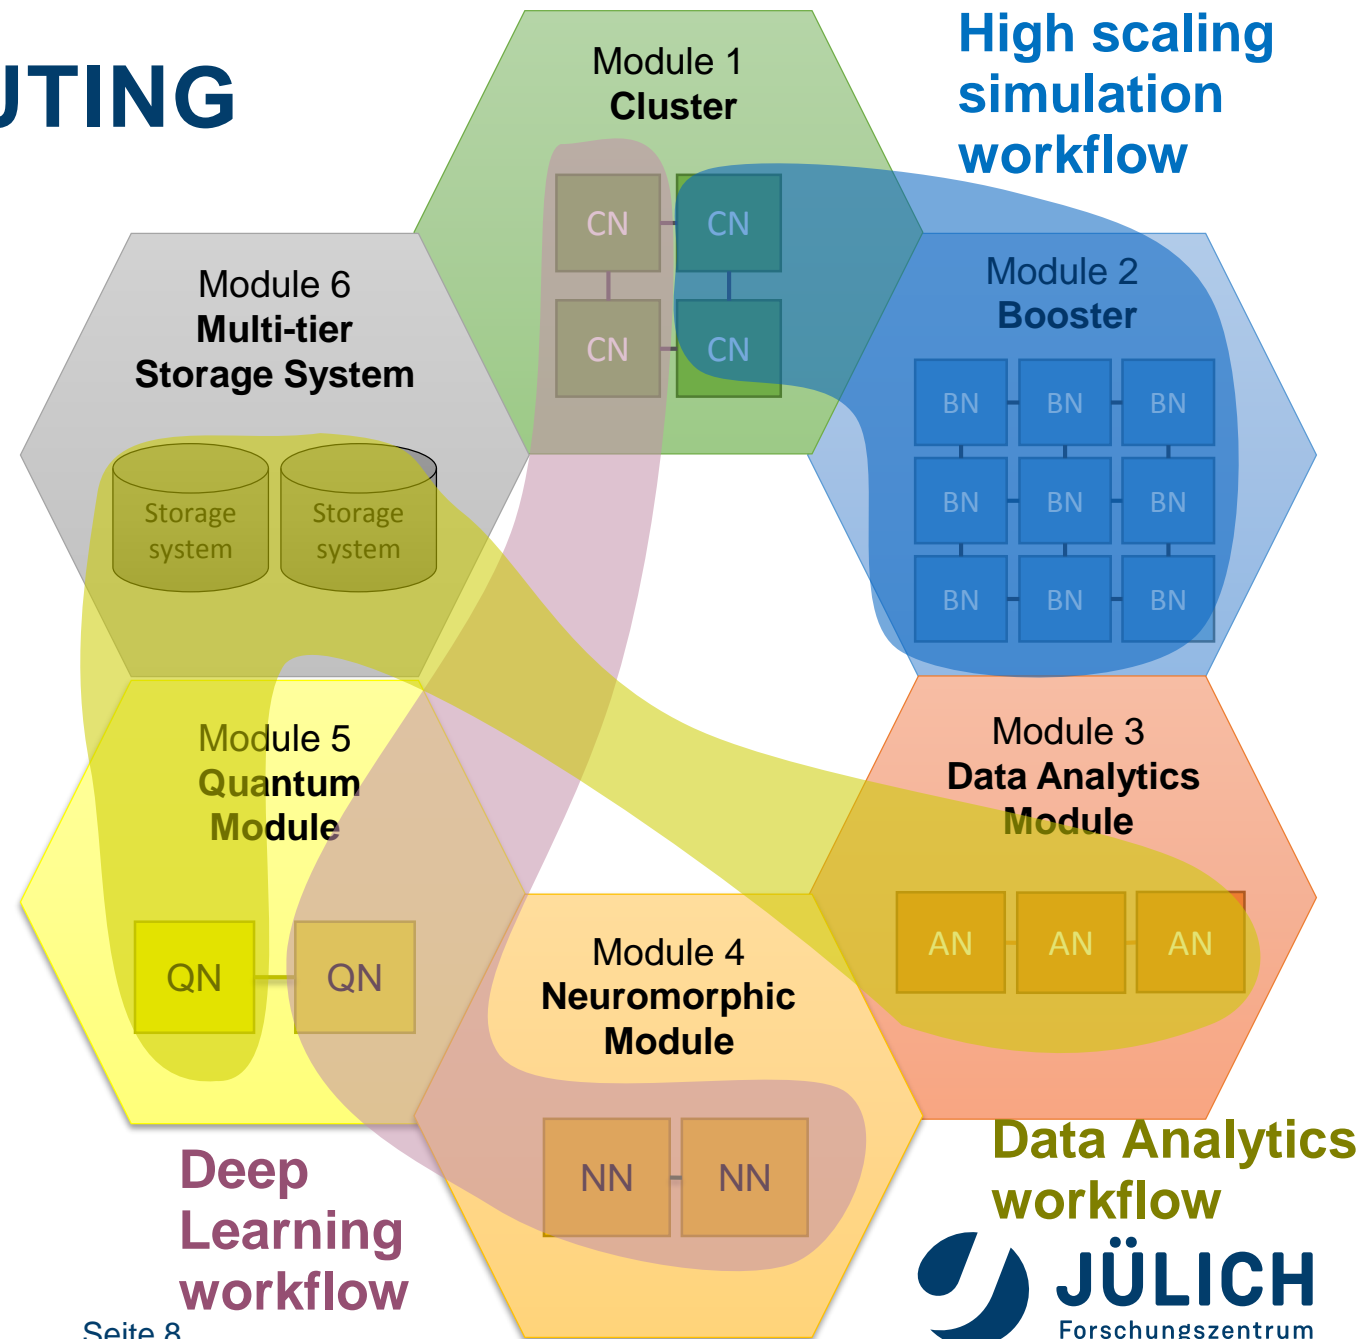 UTING
High scaling
simulation
workflow
Module 1
Cluster
CN CN
CN CN
Module 2
Booster
BN BN BN
BN BN BN
BN BN BN
Module 6
Multi-tier
Storage System
Storage
system
Storage
system
Module 3
Data Analytics
Module
AN AN AN
Module 5
Quantum
Module
QN QN
Module 4
Neuromorphic
Module
NN NN
Deep
Learning
workflow
Data Analytics
workflow
JÜLICH
Forschungszentrum
Seite 8